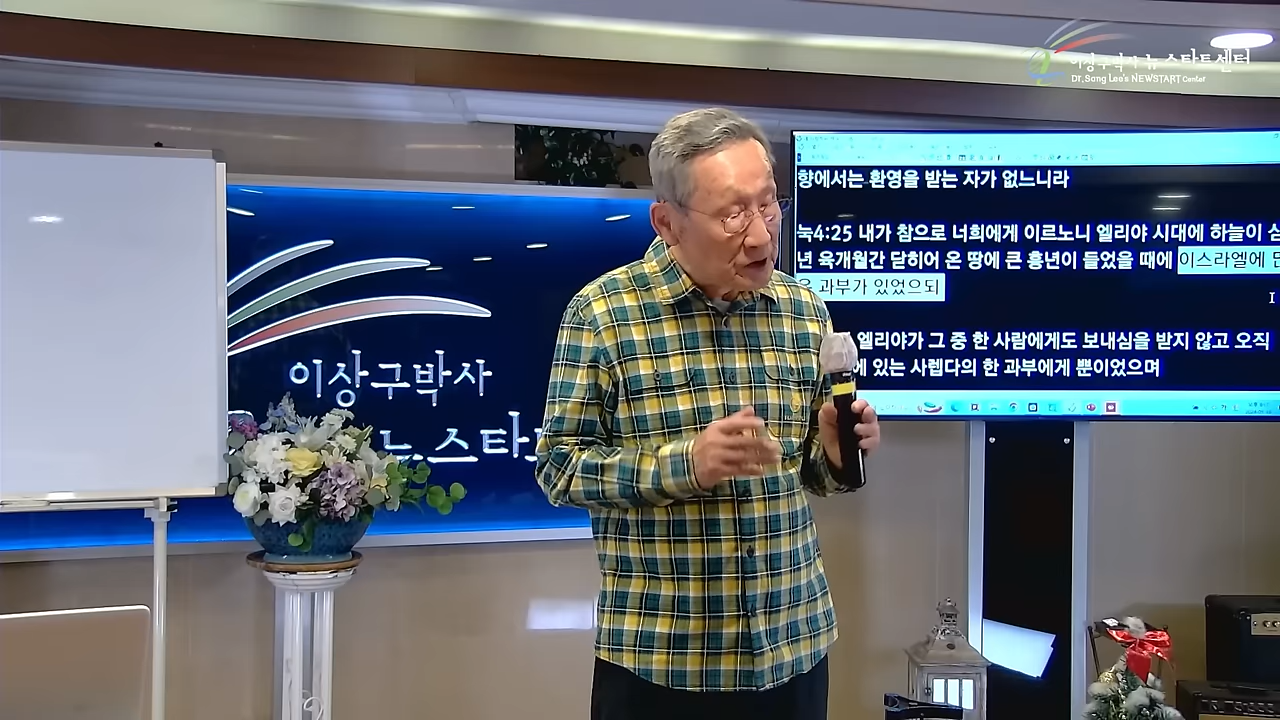 이상구박사 뉴스타트센터
Dr. Sang Lee's NEWSTART Center
향에서는 환영을 받는 자가 없느니라
눅4:25 내가 참으로 너희에게 이르노니 엘리야 시대에 하늘이
년 육개월간 닫히어 온 땅에 큰 흉년이 들었을 때에 이스라엘에
과부가 있었으되
엘리야가 그 중 한 사람에게도 보내심을 받지 않고 오직
에 있는 사렙다의 한 과부에게 뿐이었으며
이상구박사
뉴스타